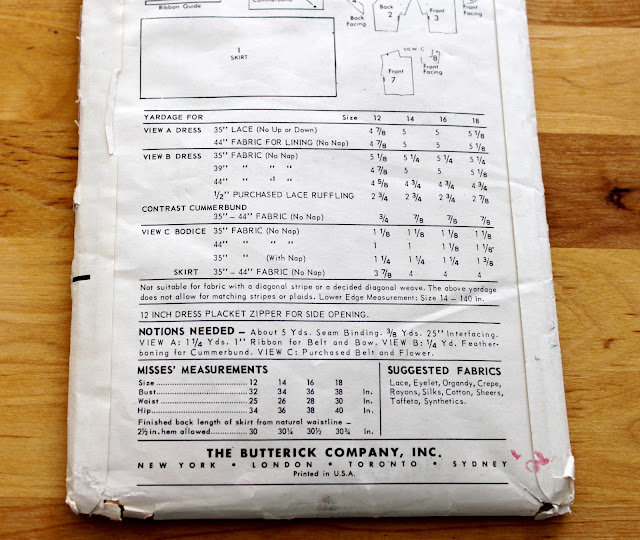 Ribbon Guide
Back Facing
Back 2
3
Front Facing
1
SKIRT
VIEW C
Front 7
8
Front Facing
YARDAGE FOR Size 12 14 16 18
VIEW A DRESS 35" LACE (No Up or Down) 4 7/8 5 5 5 1/8
44" FABRIC FOR LINING (No Nap) 4 7/8 5 5 5 1/8
VIEW B DRESS 35" FABRIC (No Nap) 5 1/8 5 1/4 5 1/4 5 1/4
39" " " " 4 7/8 5 5 5 1/8
44" " " " 4 5/8 4 3/4 4 3/4 4 3/4
1/2" PURCHASED LACE RUFFLING 2 3/4 2 3/4 2 3/4 2 7/8
CONTRAST CUMMERBUND
35" – 44" FABRIC (No Nap) 3/4 7/8 7/8 7/8
VIEW C BODICE 35" FABRIC (No Nap) 1 1/8 1 1/8 1 1/8 1 1/8
44" " " " 1 1 1 1/8 1 1/8
35" " (With Nap) 1 1/4 1 1/4 1 1/4 1 3/8
SKIRT 35" – 44" FABRIC (No Nap) 3 7/8 4 4 4
Not suitable for fabric with a diagonal stripe or a decided diagonal weave. The above yardage
does not allow for matching stripes or plaids. Lower Edge Measurement: Size 14 – 140 in.
12 INCH DRESS PLACKET ZIPPER FOR SIDE OPENING.
NOTIONS NEEDED – About 5 Yds. Seam Binding. 3/8 Yds. 25" Interfacing.
VIEW A: 1 1/4 Yds. 1" Ribbon for Belt and Bow. VIEW B: 1/4 Yd. Feather-
boning for Cummerbund. VIEW C: Purchased Belt and Flower.
MISSES' MEASUREMENTS
Size 12 14 16 18
Bust 32 34 36 38 In.
Waist 25 26 28 30 In.
Hip 34 36 38 40 In.
Finished back length of skirt from natural waistline –
2½ in. hem allowed 30 30¼ 30½ 30¾ In.
SUGGESTED FABRICS
Lace, Eyelet, Organdy, Crepe,
Rayons, Silks, Cotton, Sheers,
Taffeta, Synthetics.
THE BUTTERICK COMPANY, INC.
NEW YORK • LONDON • TORONTO • SYDNEY
Printed in U.S.A.